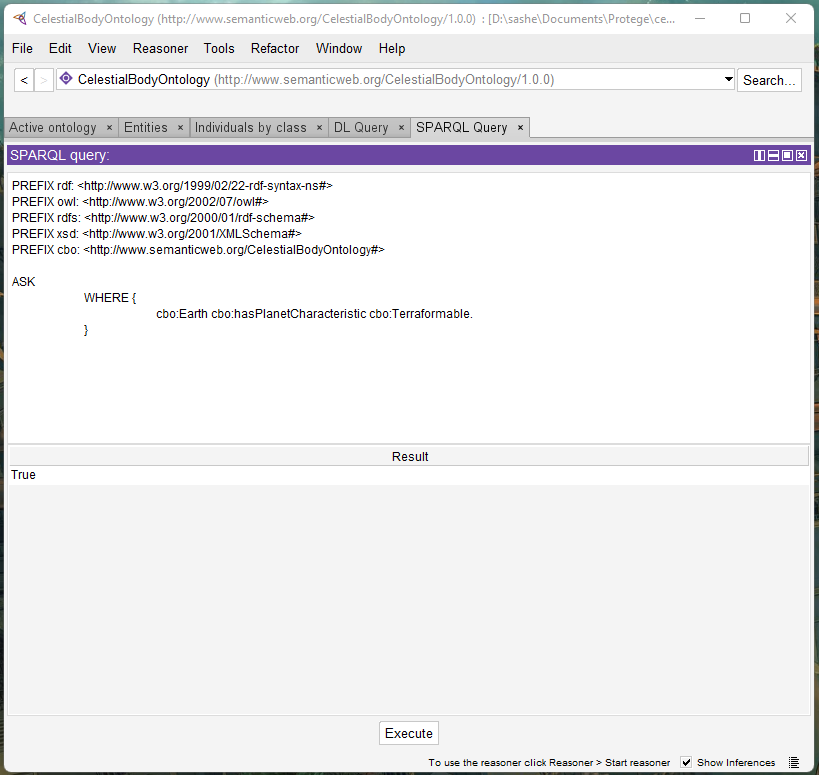 CelestialBodyOntology (http://www.semanticweb.org/CelestialBodyOntology/1.0.0) : [D:\sashe\Documents\Protege\ce...
File Edit View Reasoner Tools Refactor Window Help
< > CelestialBodyOntology (http://www.semanticweb.org/CelestialBodyOntology/1.0.0) Search...
Active ontology × Entities × Individuals by class × DL Query × SPARQL Query ×
SPARQL query:
PREFIX rdf: <http://www.w3.org/1999/02/22-rdf-syntax-ns#>
PREFIX owl: <http://www.w3.org/2002/07/owl#>
PREFIX rdfs: <http://www.w3.org/2000/01/rdf-schema#>
PREFIX xsd: <http://www.w3.org/2001/XMLSchema#>
PREFIX cbo: <http://www.semanticweb.org/CelestialBodyOntology#>
ASK
WHERE {
cbo:Earth cbo:hasPlanetCharacteristic cbo:Terraformable.
}
Result
True
Execute
To use the reasoner click Reasoner > Start reasoner Show Inferences